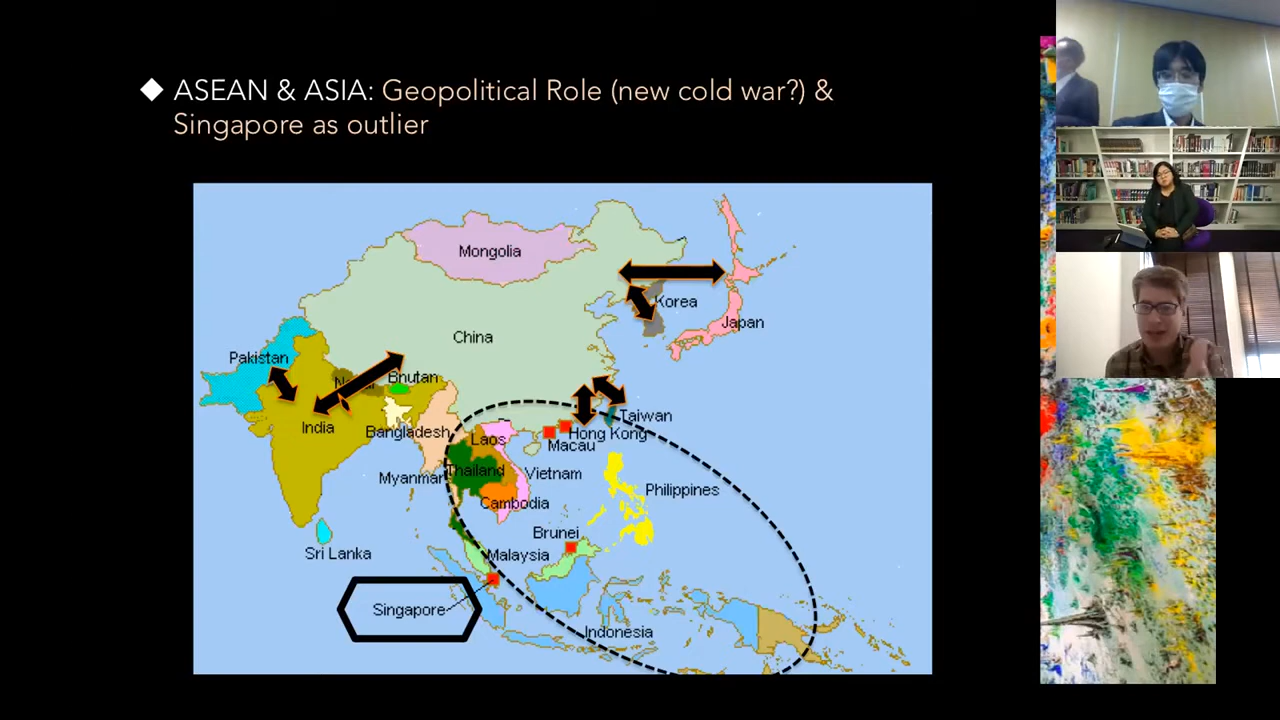 ◆ ASEAN & ASIA: Geopolitical Role (new cold war?) &
Singapore as outlier
Mongolia
Korea
Japan
China
Pakistan
Bnutan
India
Bangladesh
Taiwan
Hong Kong
Macau
Laos
Thailand
Vietnam
Myanmar
Cambodia
Philippines
Brunei
Sri Lanka
Malaysia
Singapore
Indonesia